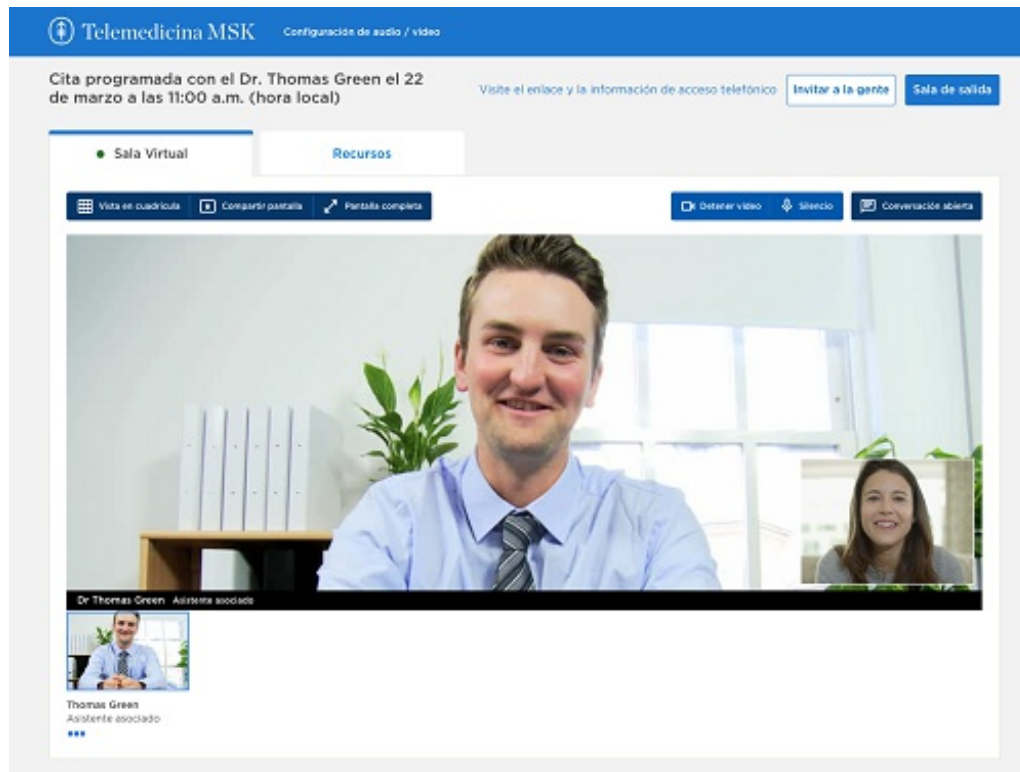 Telemedicina MSK
Configuración de audio / video
Cita programada con el Dr. Thomas Green el 22
de marzo a las 11:00 a.m. (hora local)
Visite el enlace y la información de acceso telefónico
Invitar a la gente
Sala de salida
Sala Virtual
Recursos
Vista en cuadrícula
Compartir pantalla
Pantalla completa
Detener video
Silencio
Conversación abierta
Dr Thomas Green Asistente asociado
Thomas Green
Asistente asociado